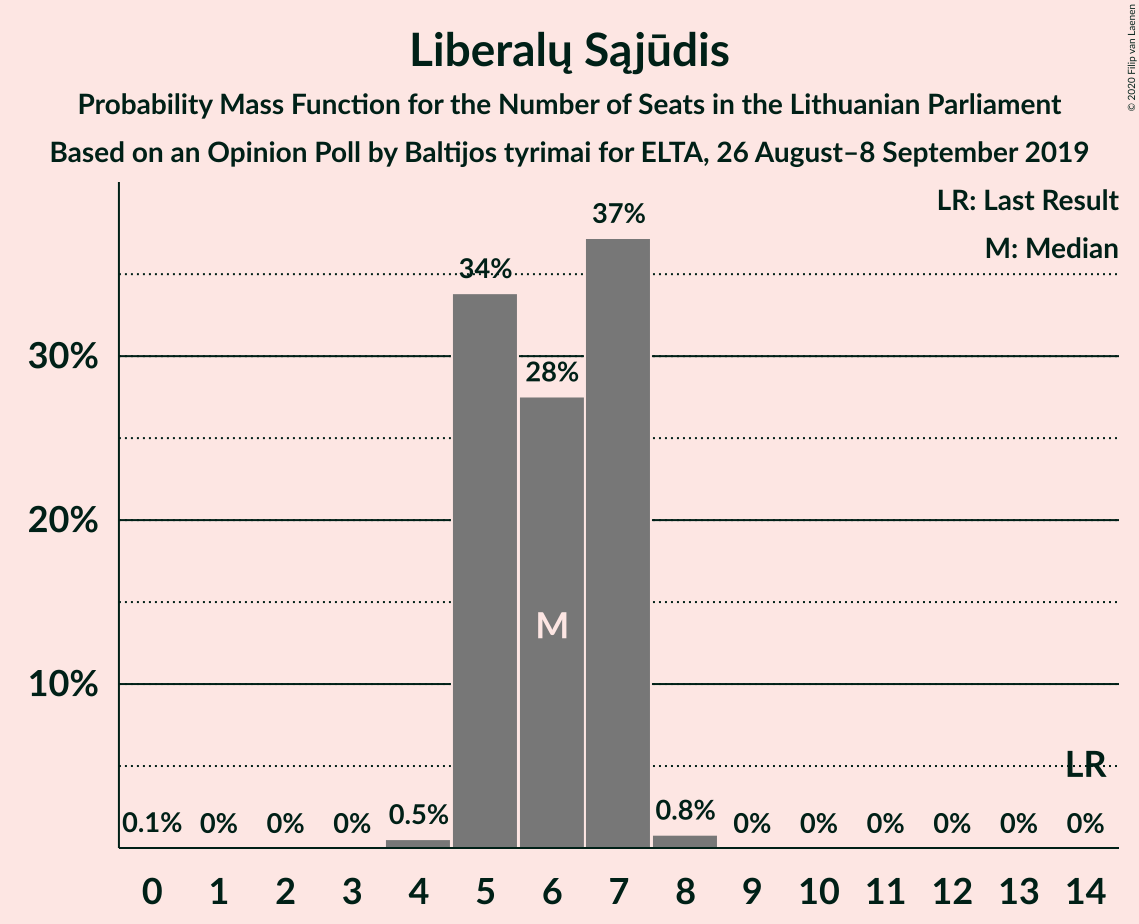 © 2020 Filip van Laenen
Liberalų Sąjūdis
Probability Mass Function for the Number of Seats in the Lithuanian Parliament
Based on an Opinion Poll by Baltijos tyrimai for ELTA, 26 August–8 September 2019
LR: Last Result
M: Median
37%
34%
30%
28%
20%
M
10%
LR
0.1% 0% 0% 0% 0.5% 0.8% 0% 0% 0% 0% 0% 0%
0 1 2 3 4 5 6 7 8 9 10 11 12 13 14